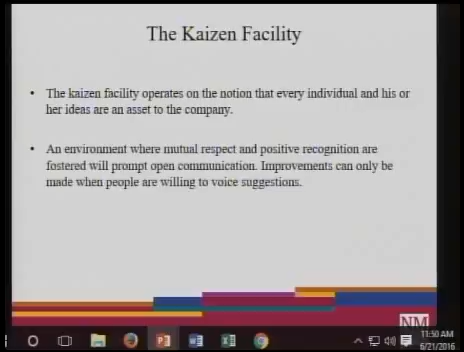 The Kaizen Facility
• The kaizen facility operates on the notion that every individual and his or
her ideas are an asset to the company.
• An environment where mutual respect and positive recognition are
fostered will prompt open communication. Improvements can only be
made when people are willing to voice suggestions.
NM
11:50 AM
6/21/2016